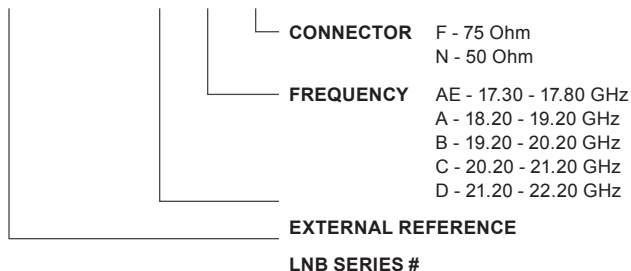 CONNECTOR F - 75 Ohm
N - 50 Ohm
FREQUENCY AE - 17.30 - 17.80 GHz
A - 18.20 - 19.20 GHz
B - 19.20 - 20.20 GHz
C - 20.20 - 21.20 GHz
D - 21.20 - 22.20 GHz
EXTERNAL REFERENCE
LNB SERIES #